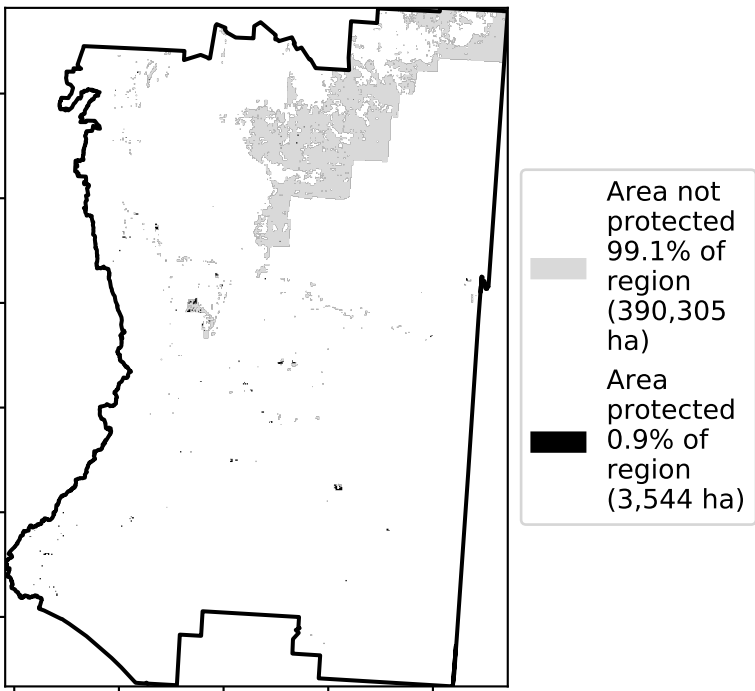 Area not
protected
99.1% of
region
(390,305
ha)
Area
protected
0.9% of
region
(3,544 ha)